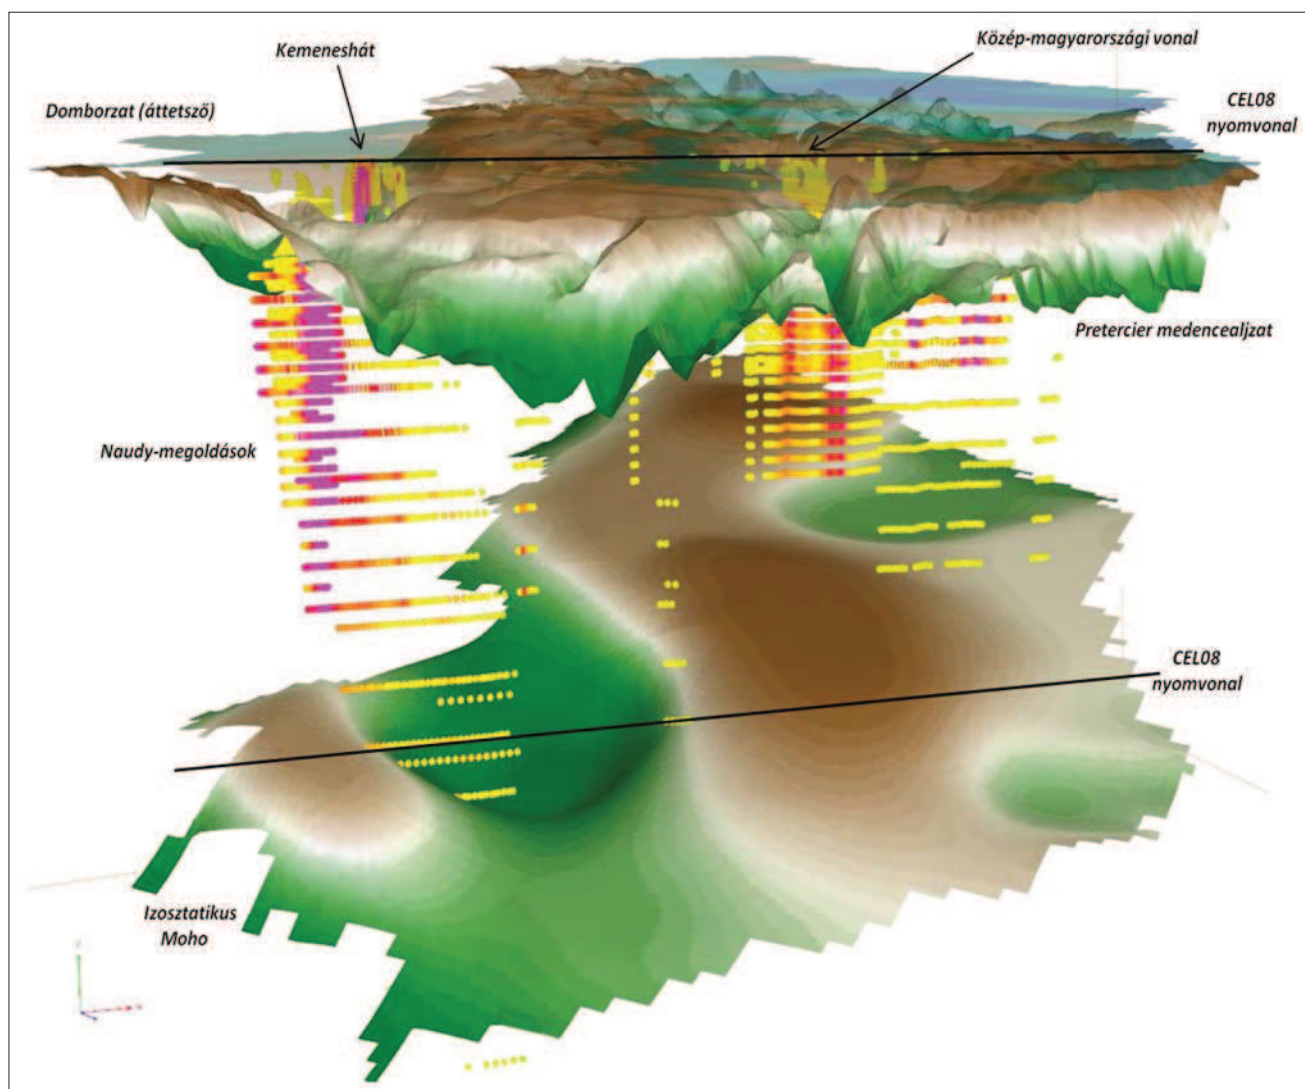 Kemeneshát
Közép-magyarországi vonal
Domborzat (áttetsző)
CEL08
nyomvonal
Pretercier medencealjzat
Naudy-megoldások
CEL08
nyomvonal
Izosztatikus
Moho